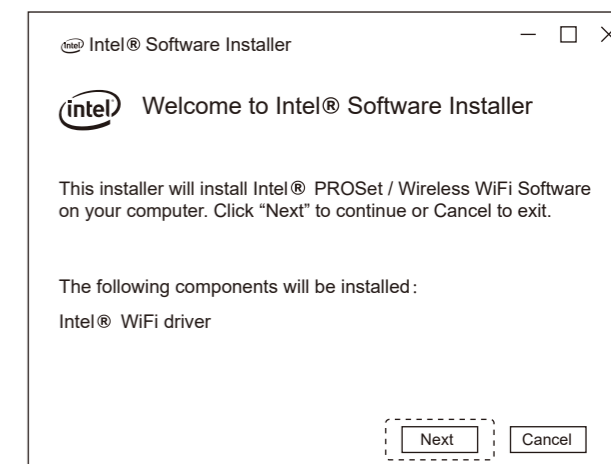 intel Intel® Software Installer
intel Welcome to Intel® Software Installer
This installer will install Intel® PROSet / Wireless WiFi Software
on your computer. Click “Next” to continue or Cancel to exit.
The following components will be installed:
Intel® WiFi driver
Next Cancel